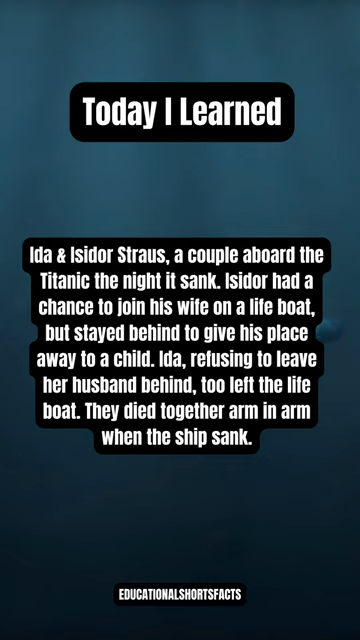 Today I Learned
Ida & Isidor Straus, a couple aboard the
Titanic the night it sank. Isidor had a
chance to join his wife on a life boat,
but stayed behind to give his place
away to a child. Ida, refusing to leave
her husband behind, too left the life
boat. They died together arm in arm
when the ship sank.
EDUCATIONALSHORTSFACTS